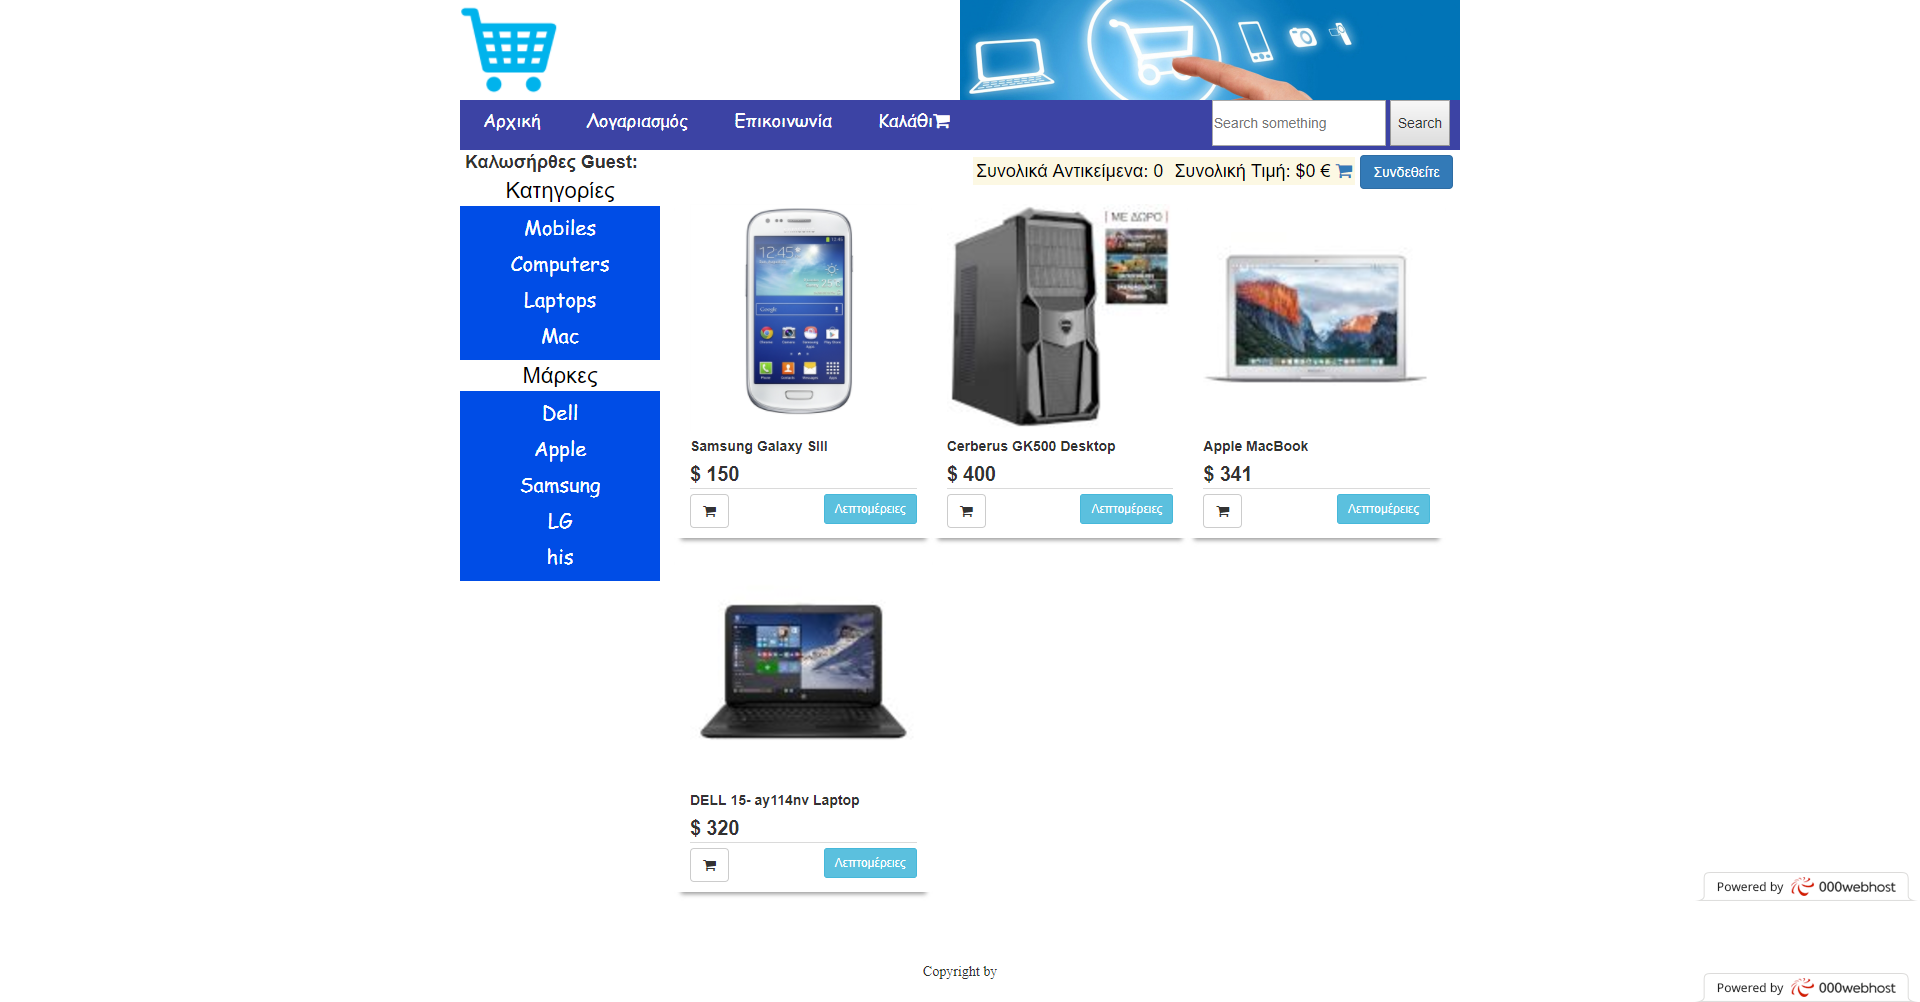 Αρχική Λογαριασμός Επικοινωνία Καλάθι Search something Search
Καλωσήρθες Guest: Συνολικά Αντικείμενα: 0 Συνολική Τιμή: $0 € Συνδεθείτε
Κατηγορίες
Mobiles
Computers
Laptops
Mac
Μάρκες
Dell
Apple
Samsung
LG
his
12:45
Google
ΜΕ ΔΩΡΟ
Samsung Galaxy SIII
$ 150
Λεπτομέρειες
Cerberus GK500 Desktop
$ 400
Λεπτομέρειες
Apple MacBook
$ 341
Λεπτομέρειες
DELL 15- ay114nv Laptop
$ 320
Λεπτομέρειες
Powered by 000webhost
Copyright by
Powered by 000webhost